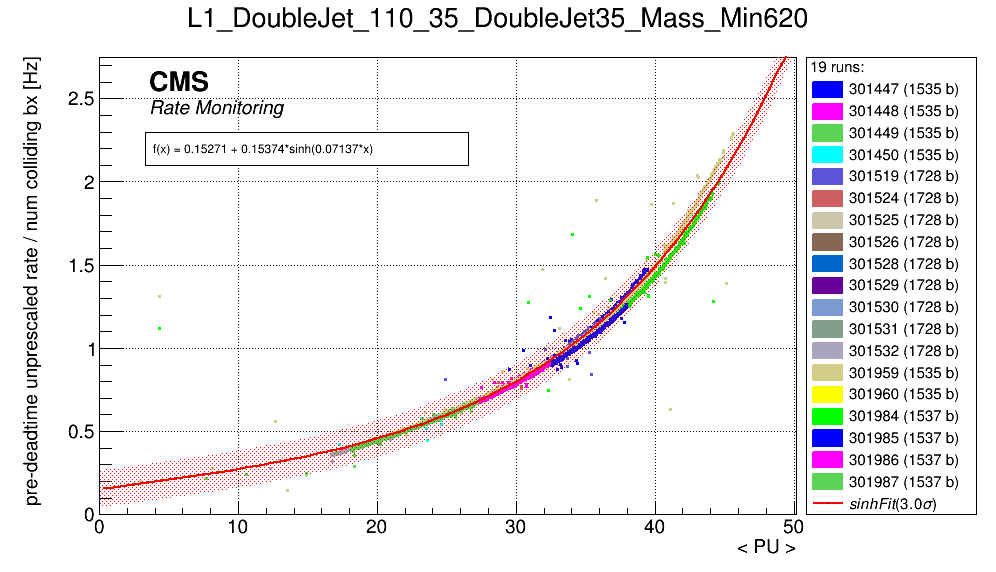 L1_DoubleJet_110_35_DoubleJet35_Mass_Min620
pre-deadtime unprescaled rate / num colliding bx [Hz]
CMS
Rate Monitoring
f(x) = 0.15271 + 0.15374*sinh(0.07137*x)
2.5
2
1.5
1
0.5
0
0 10 20 30 40 50
< PU >
19 runs:
301447 (1535 b)
301448 (1535 b)
301449 (1535 b)
301450 (1535 b)
301519 (1728 b)
301524 (1728 b)
301525 (1728 b)
301526 (1728 b)
301528 (1728 b)
301529 (1728 b)
301530 (1728 b)
301531 (1728 b)
301532 (1728 b)
301959 (1535 b)
301960 (1535 b)
301984 (1537 b)
301985 (1537 b)
301986 (1537 b)
301987 (1537 b)
sinhFit(3.0σ)